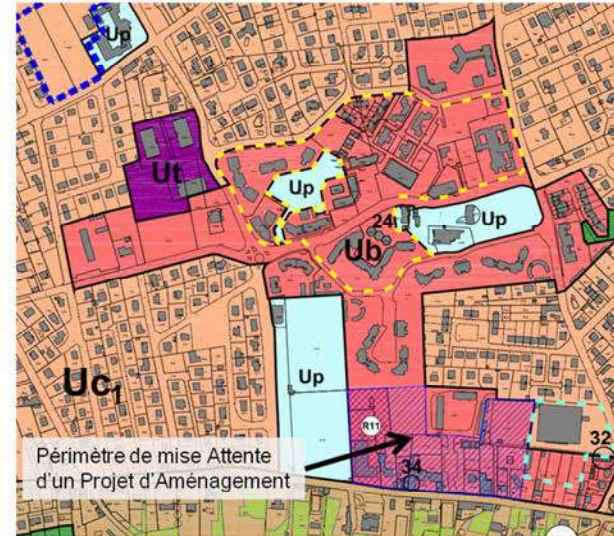 Up
Ut
Up
24
Up
Ub
Uc1
Up
R11
32
Périmètre de mise Attente
d'un Projet d'Aménagement
34